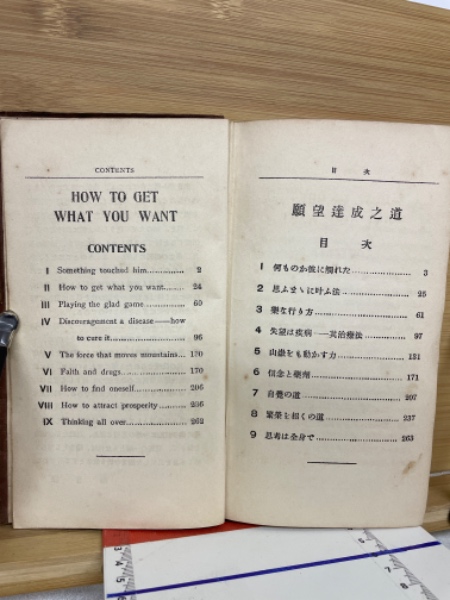 CONTENTS
HOW TO GET
WHAT YOU WANT
CONTENTS
I Something touched him............ 2
II How to get what you want....... 24
III Playing the glad game ............ 60
IV Discouragement a disease——how
to cure it................ 96
V The force that moves mountains... 130
VI Faith and drugs..................... 170
VII How to find oneself............... 206
VIII How to attract prosperity ...... 236
IX Thinking all over.................. 262
目 次
願望達成之道
目 次
1 何ものか彼に觸れた ........................ 3
2 思ふまゝに叶ふ法 ........................ 25
3 樂な行り方 ........................ 61
4 失望は疾病——其治療法 ............... 97
5 山嶽をも動かす力 ........................ 131
6 信念と藥劑 ........................ 171
7 自覺の道 ........................ 207
8 繁榮を招くの道 ........................ 237
9 思考は全身で ........................ 263
3 4 5